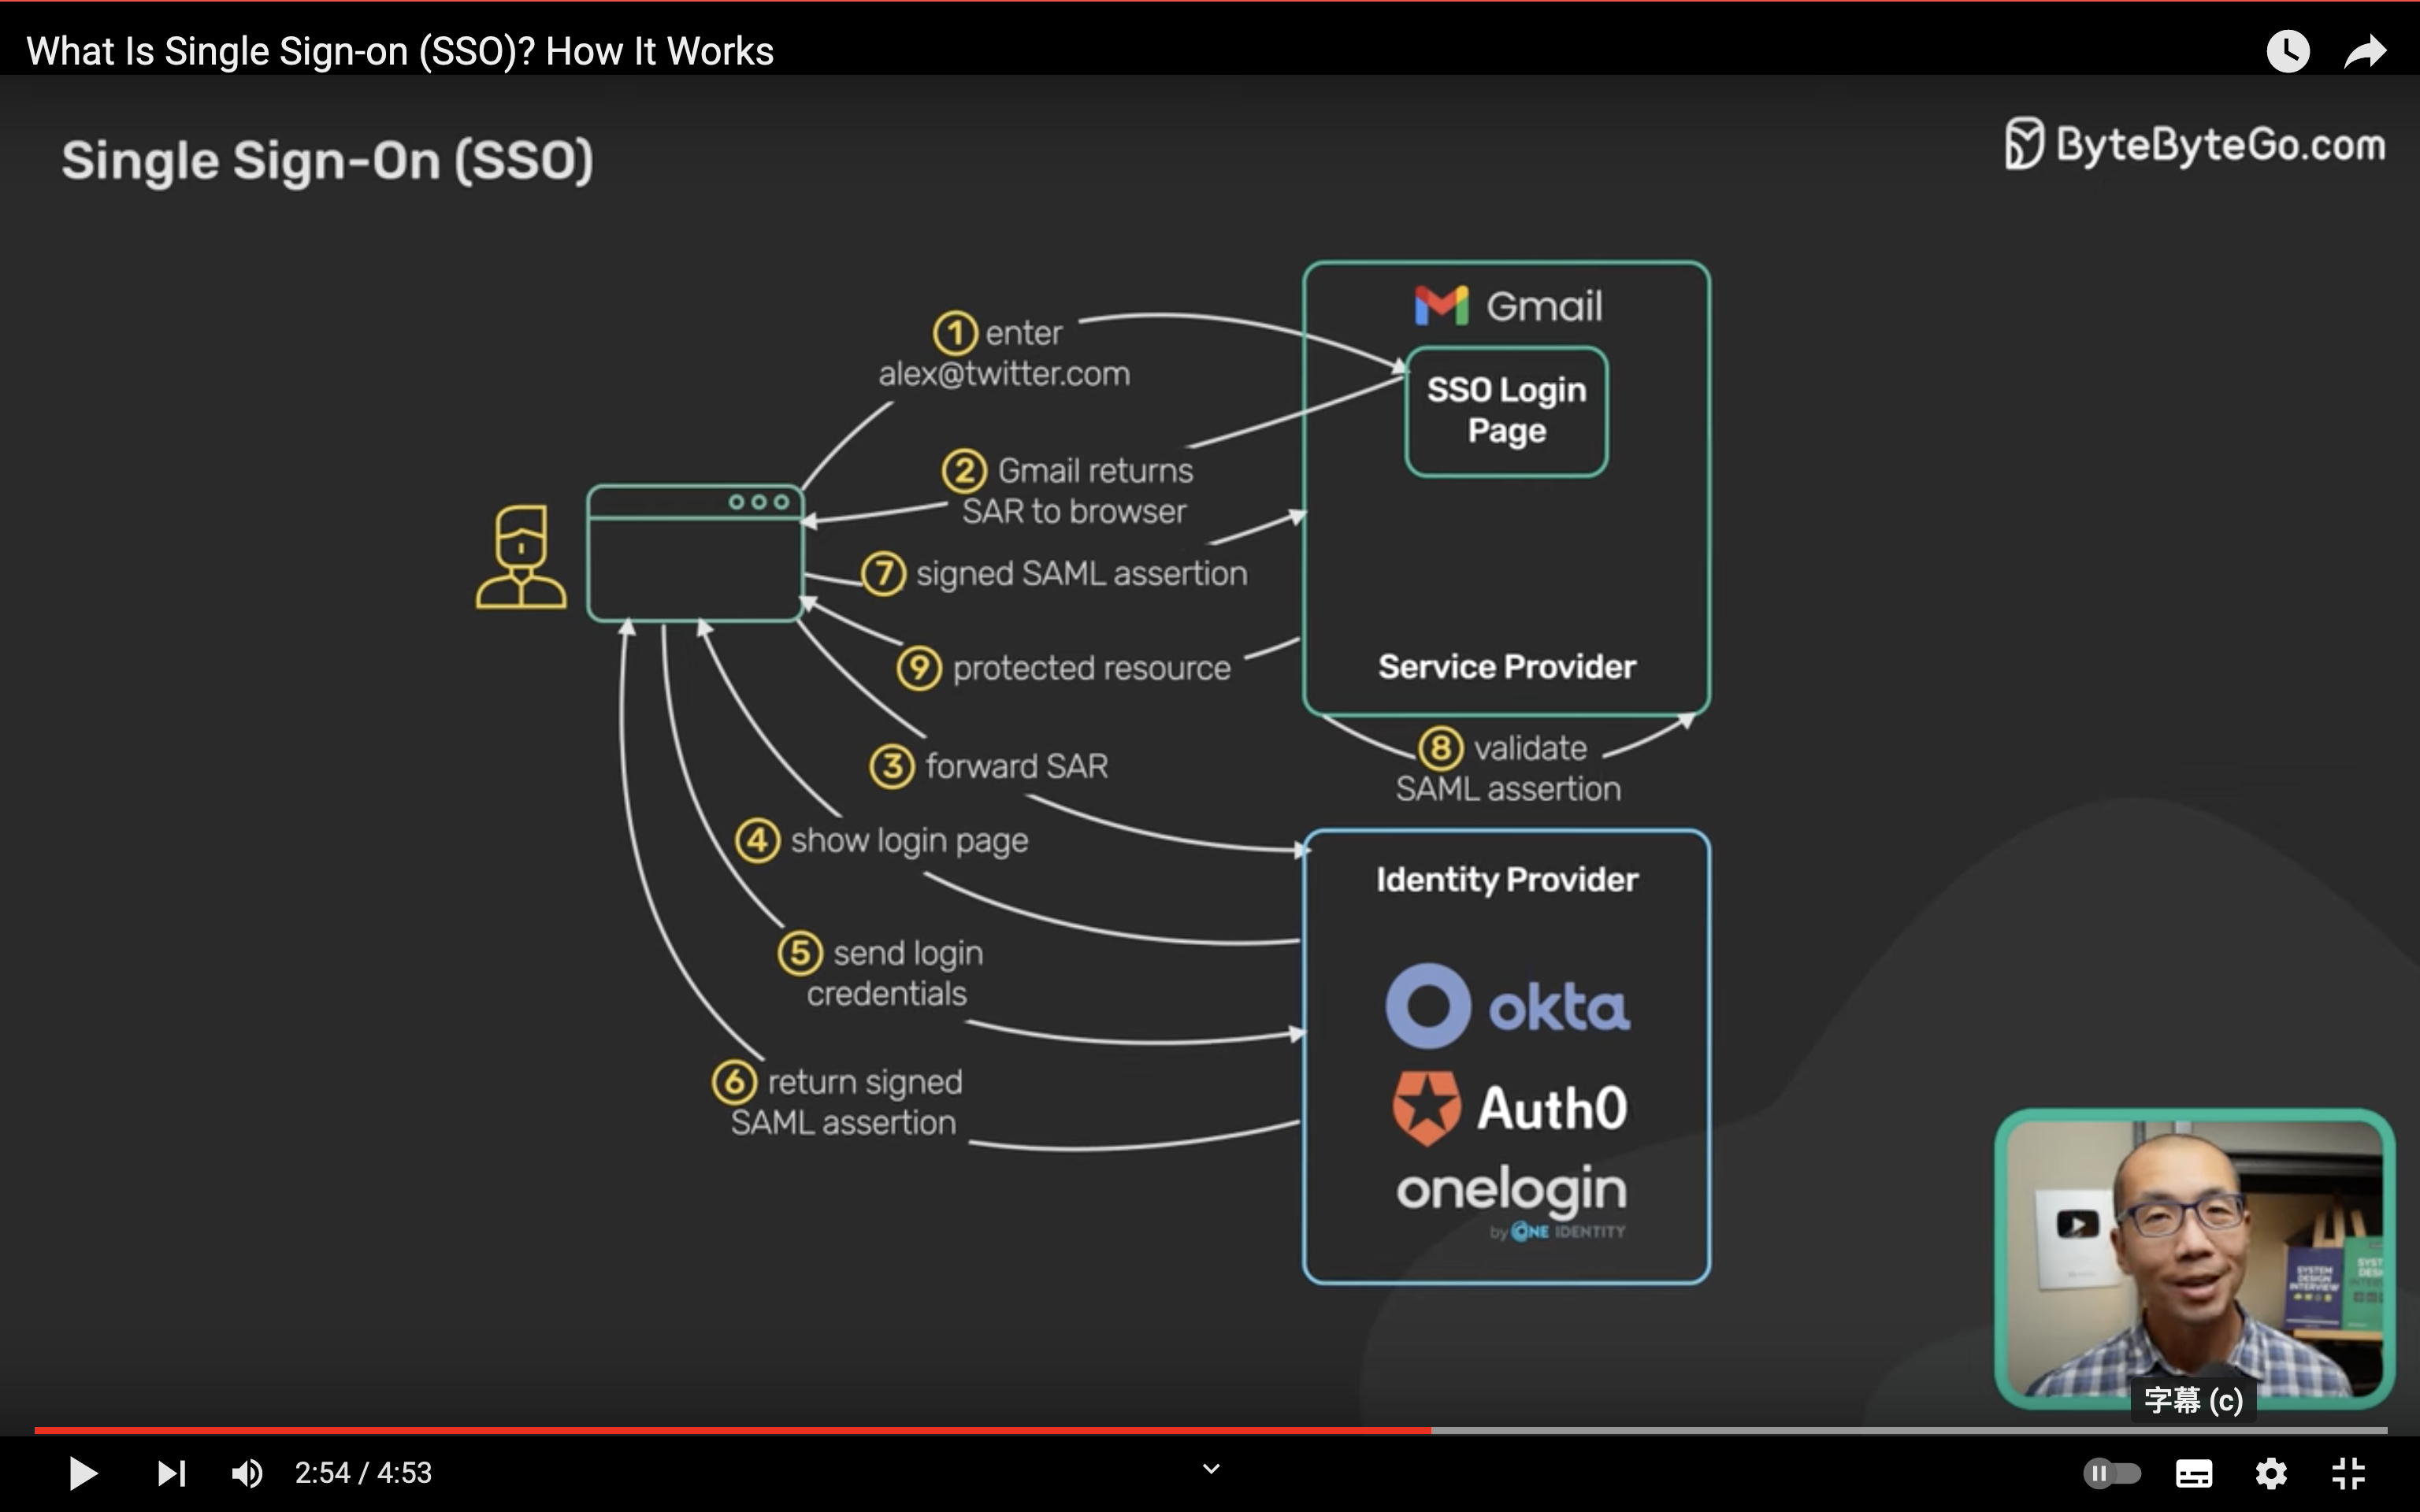 What Is Single Sign-on (SSO)? How It Works
Single Sign-On (SSO)
ByteByteGo.com
Gmail
SSO Login
Page
1 enter
alex@twitter.com
2 Gmail returns
SAR to browser
7 signed SAML assertion
9 protected resource
Service Provider
8 validate
SAML assertion
3 forward SAR
4 show login page
5 send login
credentials
6 return signed
SAML assertion
Identity Provider
okta
Auth0
onelogin
by ONE IDENTITY
SYSTEM
DESIGN
INTERVIEW
字幕 (c)
2:54 / 4:53